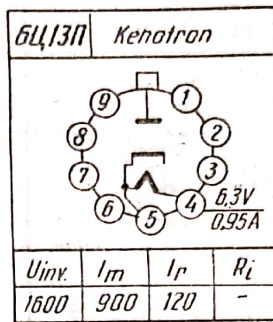 6Ц13П Kenotron
9 1
8 2
7 3
6 5 4
6,3V
0,95A
Uinv. Im Ir Ri
1600 900 120 -